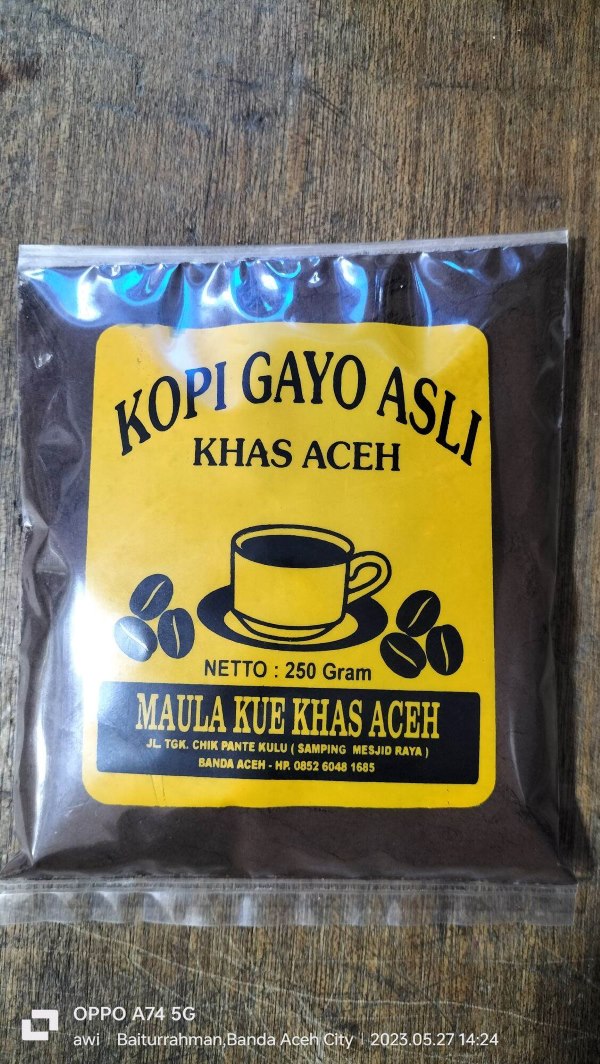 KOPI GAYO ASLI
KHAS ACEH
NETTO : 250 Gram
MAULA KUE KHAS ACEH
JL. TGK. CHIK PANTE KULU ( SAMPING MESJID RAYA )
BANDA ACEH - HP. 0852 6048 1685
OPPO A74 5G
awi Baiturrahman,Banda Aceh City | 2023.05.27 14:24